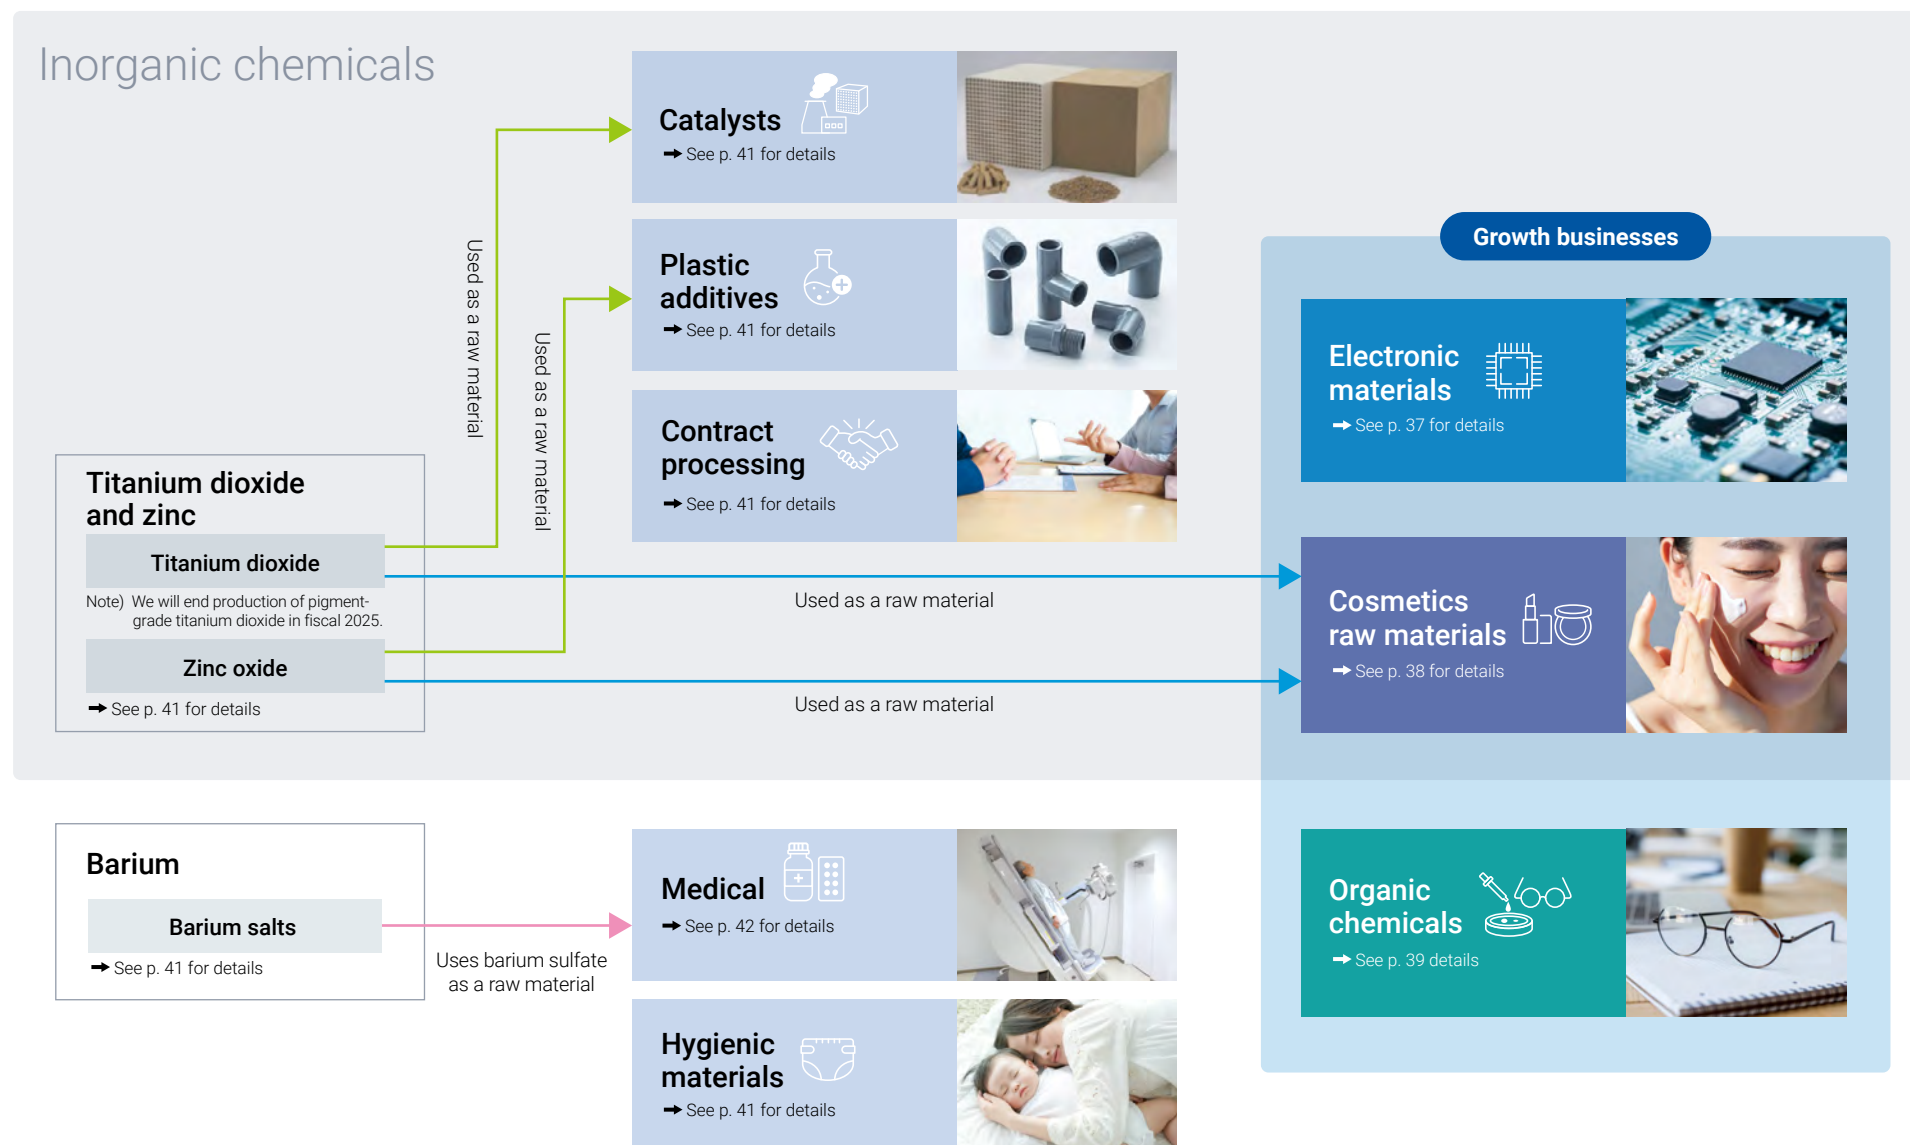 Inorganic chemicals
Catalysts
→ See p. 41 for details
Plastic
additives
→ See p. 41 for details
Contract
processing
→ See p. 41 for details
Used as a raw material
Used as a raw material
Titanium dioxide
and zinc
Titanium dioxide
Note) We will end production of pigment-
grade titanium dioxide in fiscal 2025.
Zinc oxide
→ See p. 41 for details
Used as a raw material
Used as a raw material
Growth businesses
Electronic
materials
→ See p. 37 for details
Cosmetics
raw materials
→ See p. 38 for details
Organic
chemicals
→ See p. 39 details
Barium
Barium salts
→ See p. 41 for details
Uses barium sulfate
as a raw material
Medical
→ See p. 42 for details
Hygienic
materials
→ See p. 41 for details